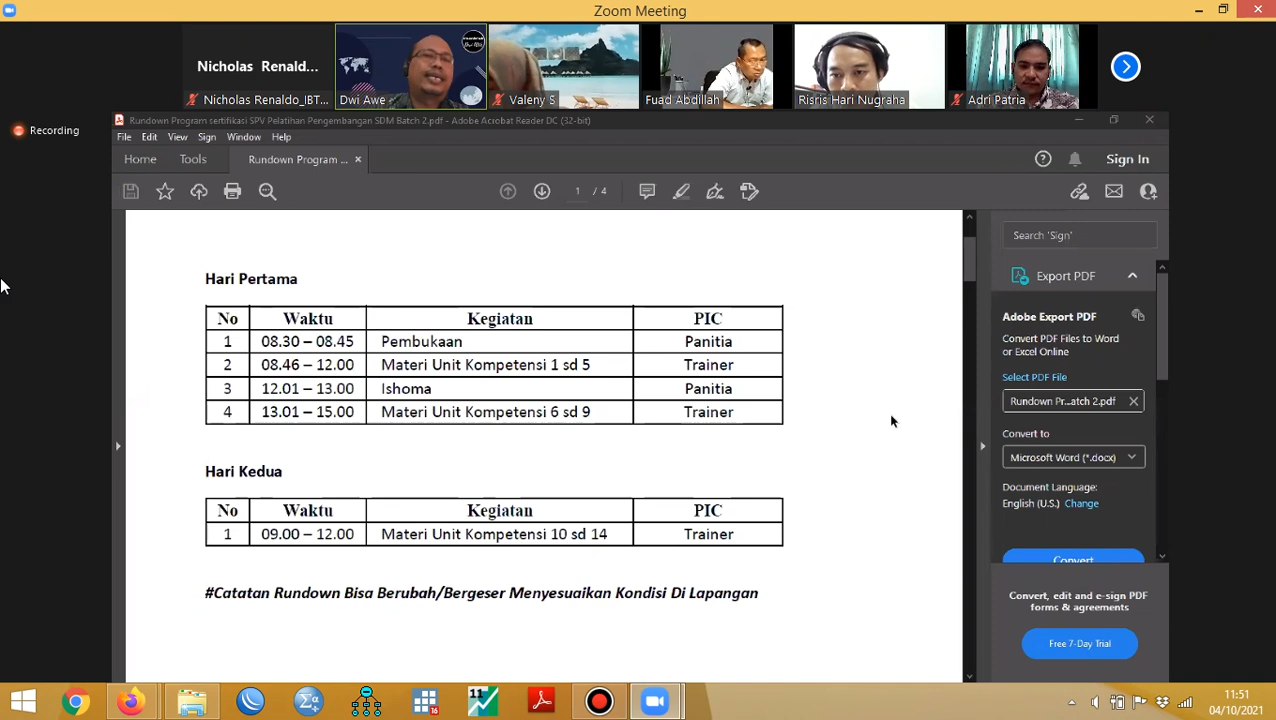 Zoom Meeting
Nicholas Renaldo...
Nicholas Renaldo_IBT...
Dwi Awe
Valeny S
Fuad Abdillah
Risris Hari Nugraha
Adri Patria
Recording
Rundown Program sertifikasi SPV Pelatihan Pengembangan SDM Batch 2.pdf - Adobe Acrobat Reader DC (32-bit)
File Edit View Sign Window Help
Home Tools Rundown Program ... × Sign In
1 / 4
Search 'Sign'
Hari Pertama
No Waktu Kegiatan PIC
1 08.30 – 08.45 Pembukaan Panitia
2 08.46 – 12.00 Materi Unit Kompetensi 1 sd 5 Trainer
3 12.01 – 13.00 Ishoma Panitia
4 13.01 – 15.00 Materi Unit Kompetensi 6 sd 9 Trainer
Hari Kedua
No Waktu Kegiatan PIC
1 09.00 – 12.00 Materi Unit Kompetensi 10 sd 14 Trainer
#Catatan Rundown Bisa Berubah/Bergeser Menyesuaikan Kondisi Di Lapangan
Export PDF
Adobe Export PDF
Convert PDF Files to Word
or Excel Online
Select PDF File
Rundown Pr...atch 2.pdf
Convert to
Microsoft Word (*.docx)
Document Language:
English (U.S.) Change
Convert
Convert, edit and e-sign PDF
forms & agreements
Free 7-Day Trial
11
16
11:51
04/10/2021